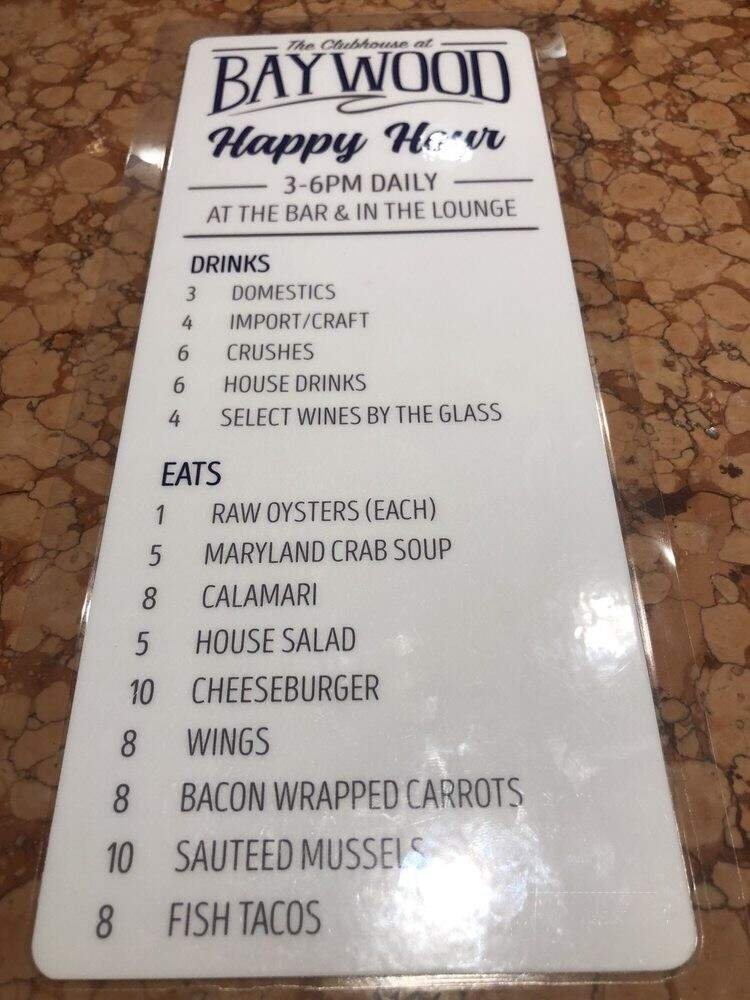 The Clubhouse at
BAYWOOD
Happy Hour
3-6PM DAILY
AT THE BAR & IN THE LOUNGE
DRINKS
3 DOMESTICS
4 IMPORT/CRAFT
6 CRUSHES
6 HOUSE DRINKS
4 SELECT WINES BY THE GLASS
EATS
1 RAW OYSTERS (EACH)
5 MARYLAND CRAB SOUP
8 CALAMARI
5 HOUSE SALAD
10 CHEESEBURGER
8 WINGS
8 BACON WRAPPED CARROTS
10 SAUTEED MUSSELS
8 FISH TACOS